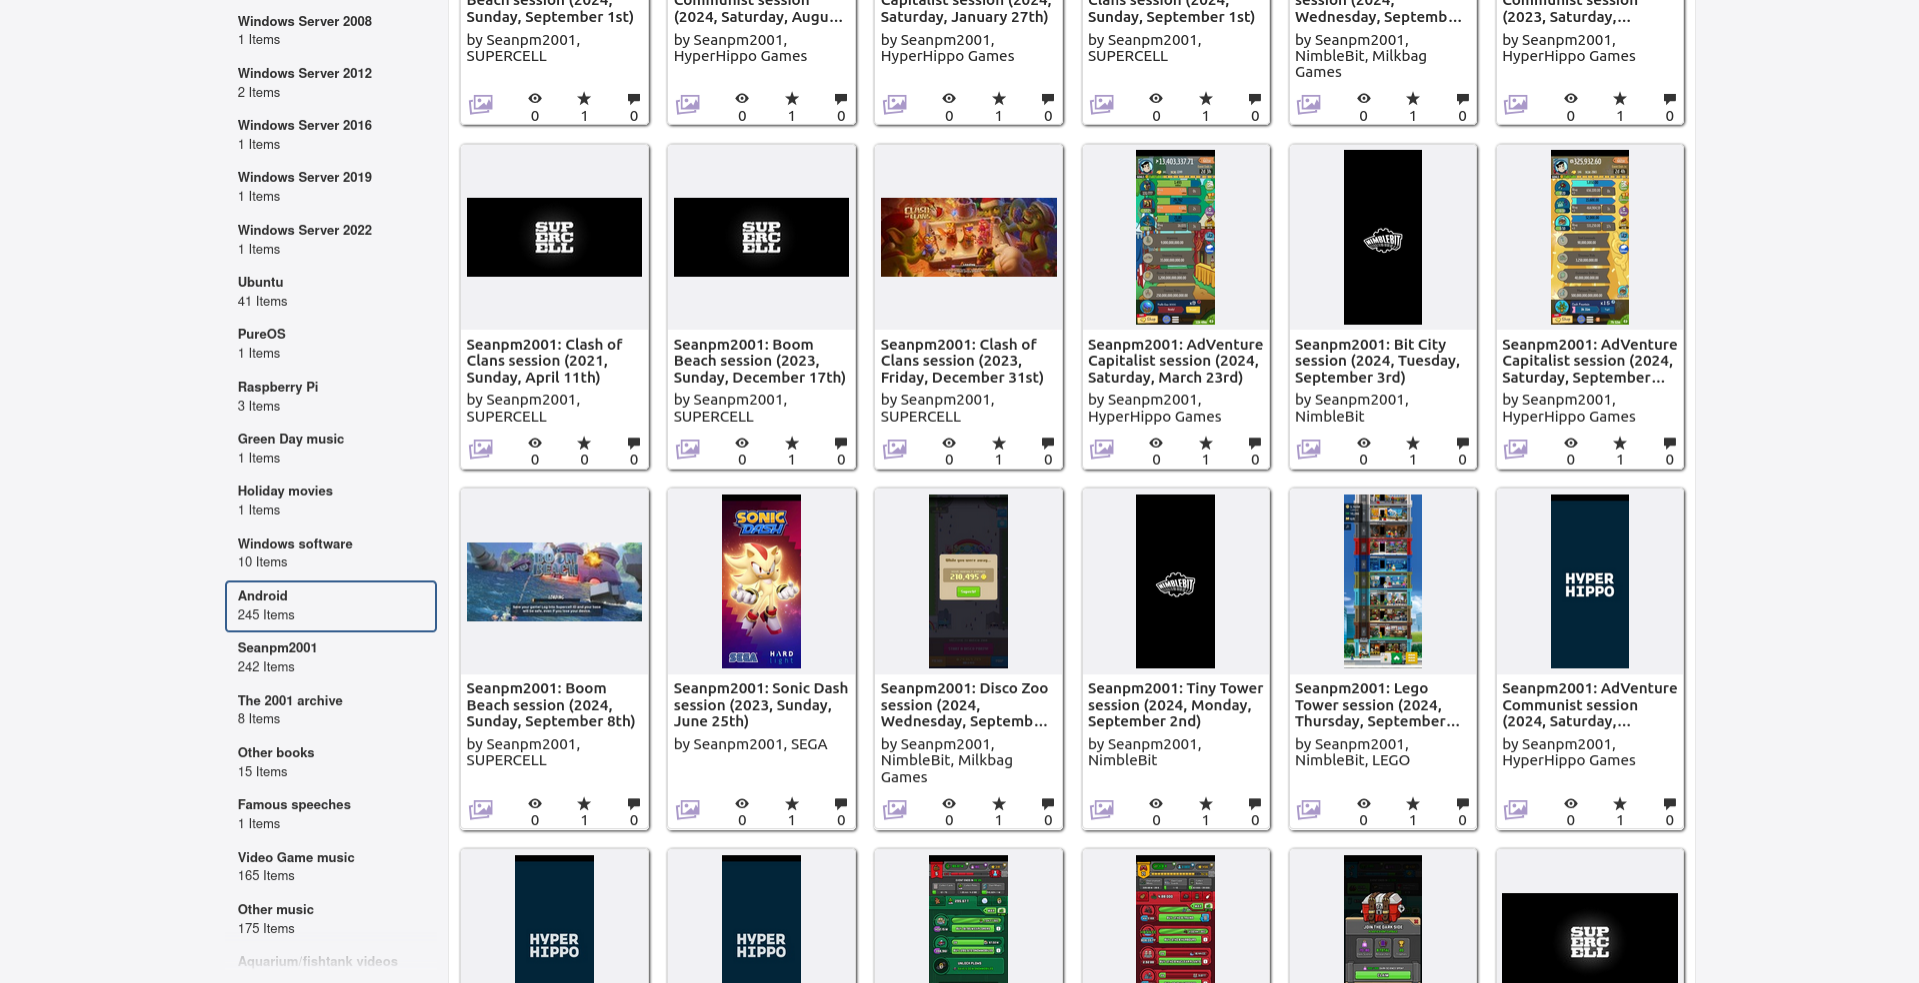 Windows Server 2008
1 Items
Windows Server 2012
2 Items
Windows Server 2016
1 Items
Windows Server 2019
1 Items
Windows Server 2022
1 Items
Ubuntu
41 Items
PureOS
1 Items
Raspberry Pi
3 Items
Green Day music
1 Items
Holiday movies
1 Items
Windows software
10 Items
Android
245 Items
Seanpm2001
242 Items
The 2001 archive
8 Items
Other books
15 Items
Famous speeches
1 Items
Video Game music
165 Items
Other music
175 Items
Aquarium/fishtank videos
Beach session (2024,
Sunday, September 1st)
by Seanpm2001,
SUPERCELL
0 1 0
Communist session
(2024, Saturday, Augu...
by Seanpm2001,
HyperHippo Games
0 1 0
Capitalist session (2024,
Saturday, January 27th)
by Seanpm2001,
HyperHippo Games
0 1 0
Clans session (2024,
Sunday, September 1st)
by Seanpm2001,
SUPERCELL
0 1 0
session (2024,
Wednesday, Septemb...
by Seanpm2001,
NimbleBit, Milkbag
Games
0 1 0
Communist session
(2023, Saturday,...
by Seanpm2001,
HyperHippo Games
0 1 0
SUP
ERC
ELL
Seanpm2001: Clash of
Clans session (2021,
Sunday, April 11th)
by Seanpm2001,
SUPERCELL
0 0 0
SUP
ERC
ELL
Seanpm2001: Boom
Beach session (2023,
Sunday, December 17th)
by Seanpm2001,
SUPERCELL
0 1 0
Seanpm2001: Clash of
Clans session (2023,
Friday, December 31st)
by Seanpm2001,
SUPERCELL
0 1 0
13,403,337.71
Seanpm2001: AdVenture
Capitalist session (2024,
Saturday, March 23rd)
by Seanpm2001,
HyperHippo Games
0 1 0
NIMBLEBIT
Seanpm2001: Bit City
session (2024, Tuesday,
September 3rd)
by Seanpm2001,
NimbleBit
0 1 0
325,932.60
Seanpm2001: AdVenture
Capitalist session (2024,
Saturday, September...
by Seanpm2001,
HyperHippo Games
0 1 0
BOOM
BEACH
Seanpm2001: Boom
Beach session (2024,
Sunday, September 8th)
by Seanpm2001,
SUPERCELL
0 1 0
SONIC
DASH
SEGA HARD
light
Seanpm2001: Sonic Dash
session (2023, Sunday,
June 25th)
by Seanpm2001, SEGA
0 1 0
While you were away...
210,495
Seanpm2001: Disco Zoo
session (2024,
Wednesday, Septemb...
by Seanpm2001,
NimbleBit, Milkbag
Games
0 1 0
NIMBLEBIT
Seanpm2001: Tiny Tower
session (2024, Monday,
September 2nd)
by Seanpm2001,
NimbleBit
0 1 0
Seanpm2001: Lego
Tower session (2024,
Thursday, September...
by Seanpm2001,
NimbleBit, LEGO
0 1 0
HYPER
HIPPO
Seanpm2001: AdVenture
Communist session
(2024, Saturday,...
by Seanpm2001,
HyperHippo Games
0 1 0
HYPER
HIPPO
HYPER
HIPPO
JOIN THE DARK SIDE
SUP
ERC
ELL